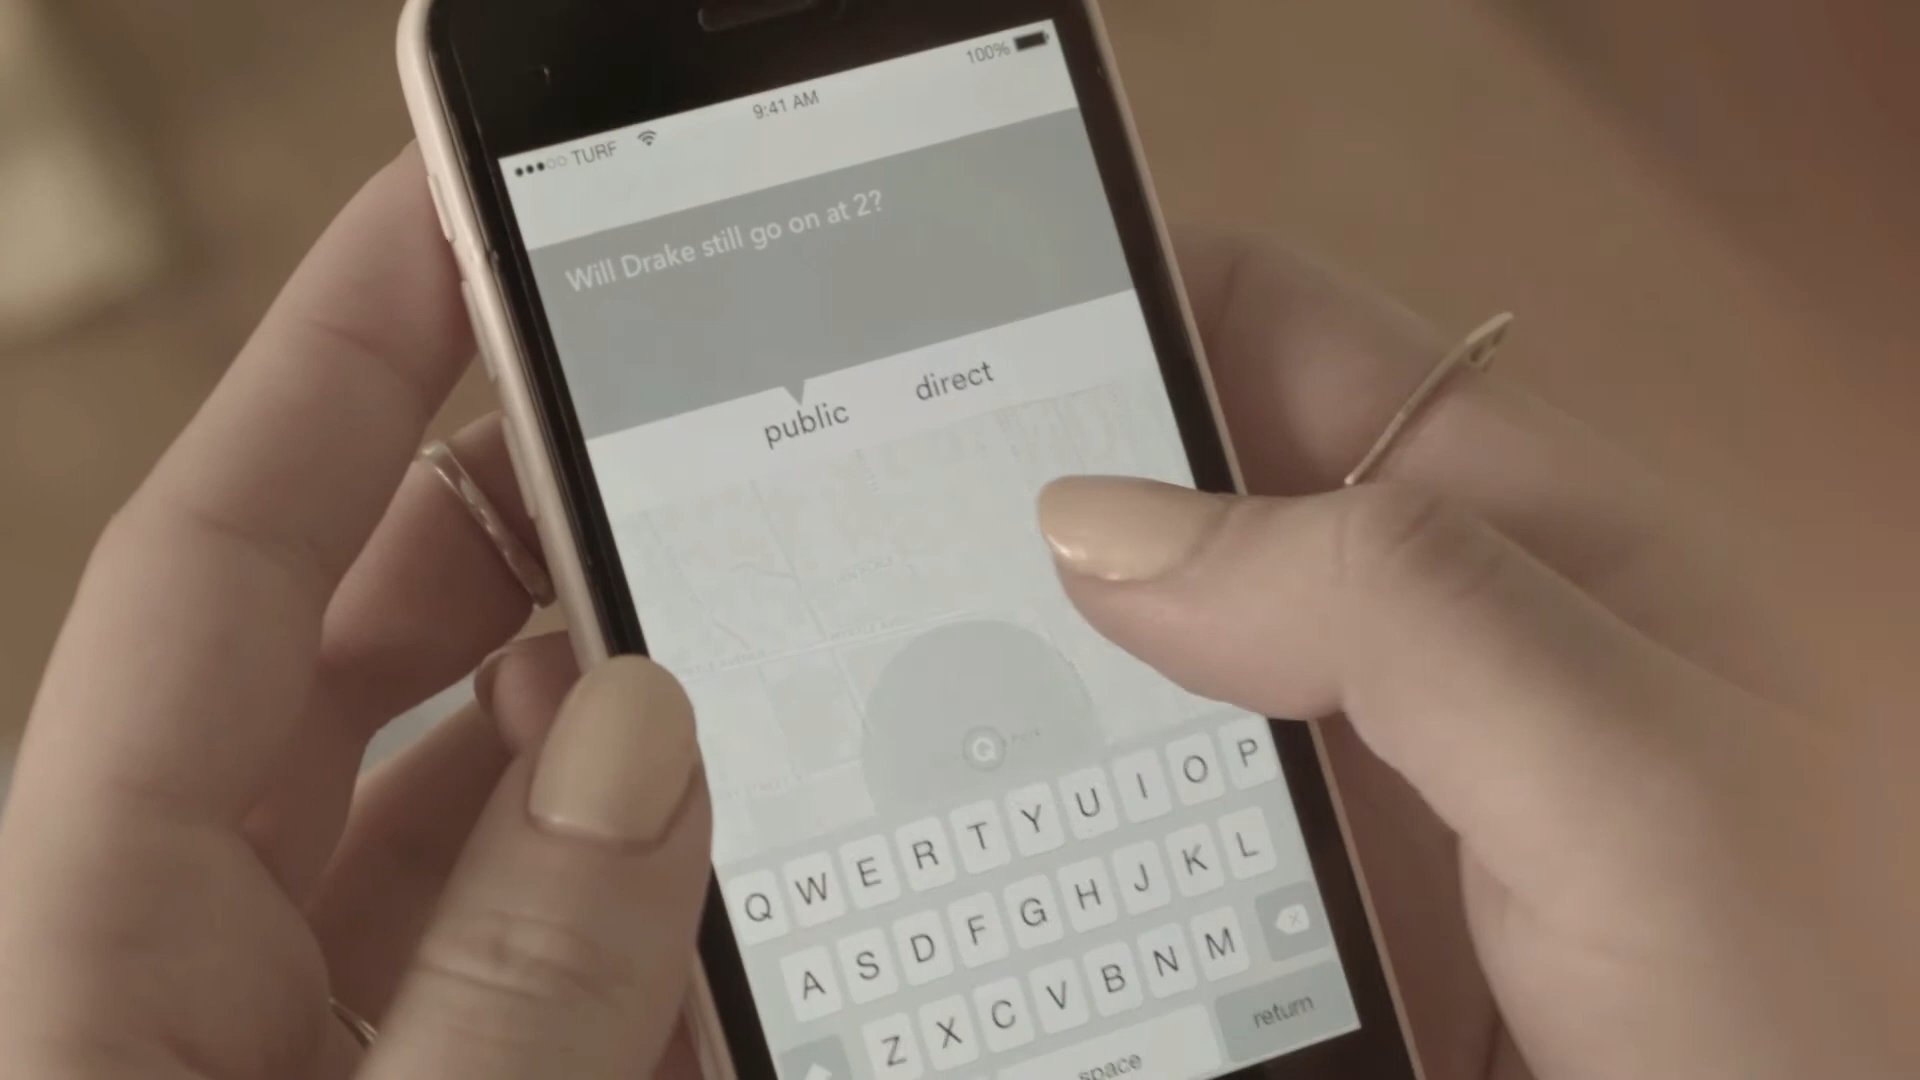 100%
9:41 AM
TURF
Will Drake still go on at 2?
public
direct
Q
Q W E R T Y U I O P
A S D F G H J K L
Z X C V B N M
space
return